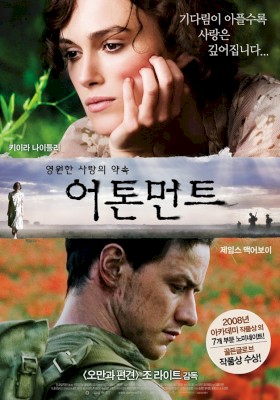 기다림이 아플수록
사랑은
깊어집니다...
키이라 나이틀리
영원한 사랑의 약속
어톤먼트
제임스 맥어보이
2008년
아카데미 작품상 외
7개 부문 노미네이트!
골든글로브
작품상 수상!
<오만과 편견> 조 라이트 감독